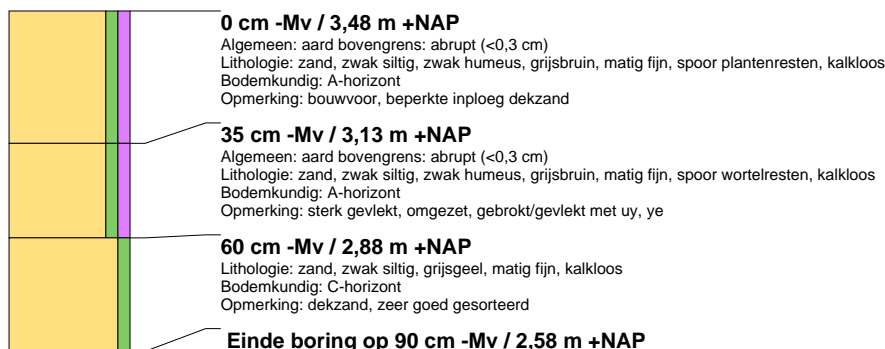 0 cm -Mv / 3,48 m +NAP
Algemeen: aard bovengrens: abrupt (<0,3 cm)
Lithologie: zand, zwak siltig, zwak humeus, grijsbruin, matig fijn, spoor plantenresten, kalkloos
Bodemkundig: A-horizont
Opmerking: bouwvoor, beperkte inploeg dekzand
35 cm -Mv / 3,13 m +NAP
Algemeen: aard bovengrens: abrupt (<0,3 cm)
Lithologie: zand, zwak siltig, zwak humeus, grijsbruin, matig fijn, spoor wortelresten, kalkloos
Bodemkundig: A-horizont
Opmerking: sterk gevlekt, omgezet, gebrokt/gevlekt met uy, ye
60 cm -Mv / 2,88 m +NAP
Lithologie: zand, zwak siltig, grijsgeel, matig fijn, kalkloos
Bodemkundig: C-horizont
Opmerking: dekzand, zeer goed gesorteerd
Einde boring op 90 cm -Mv / 2,58 m +NAP